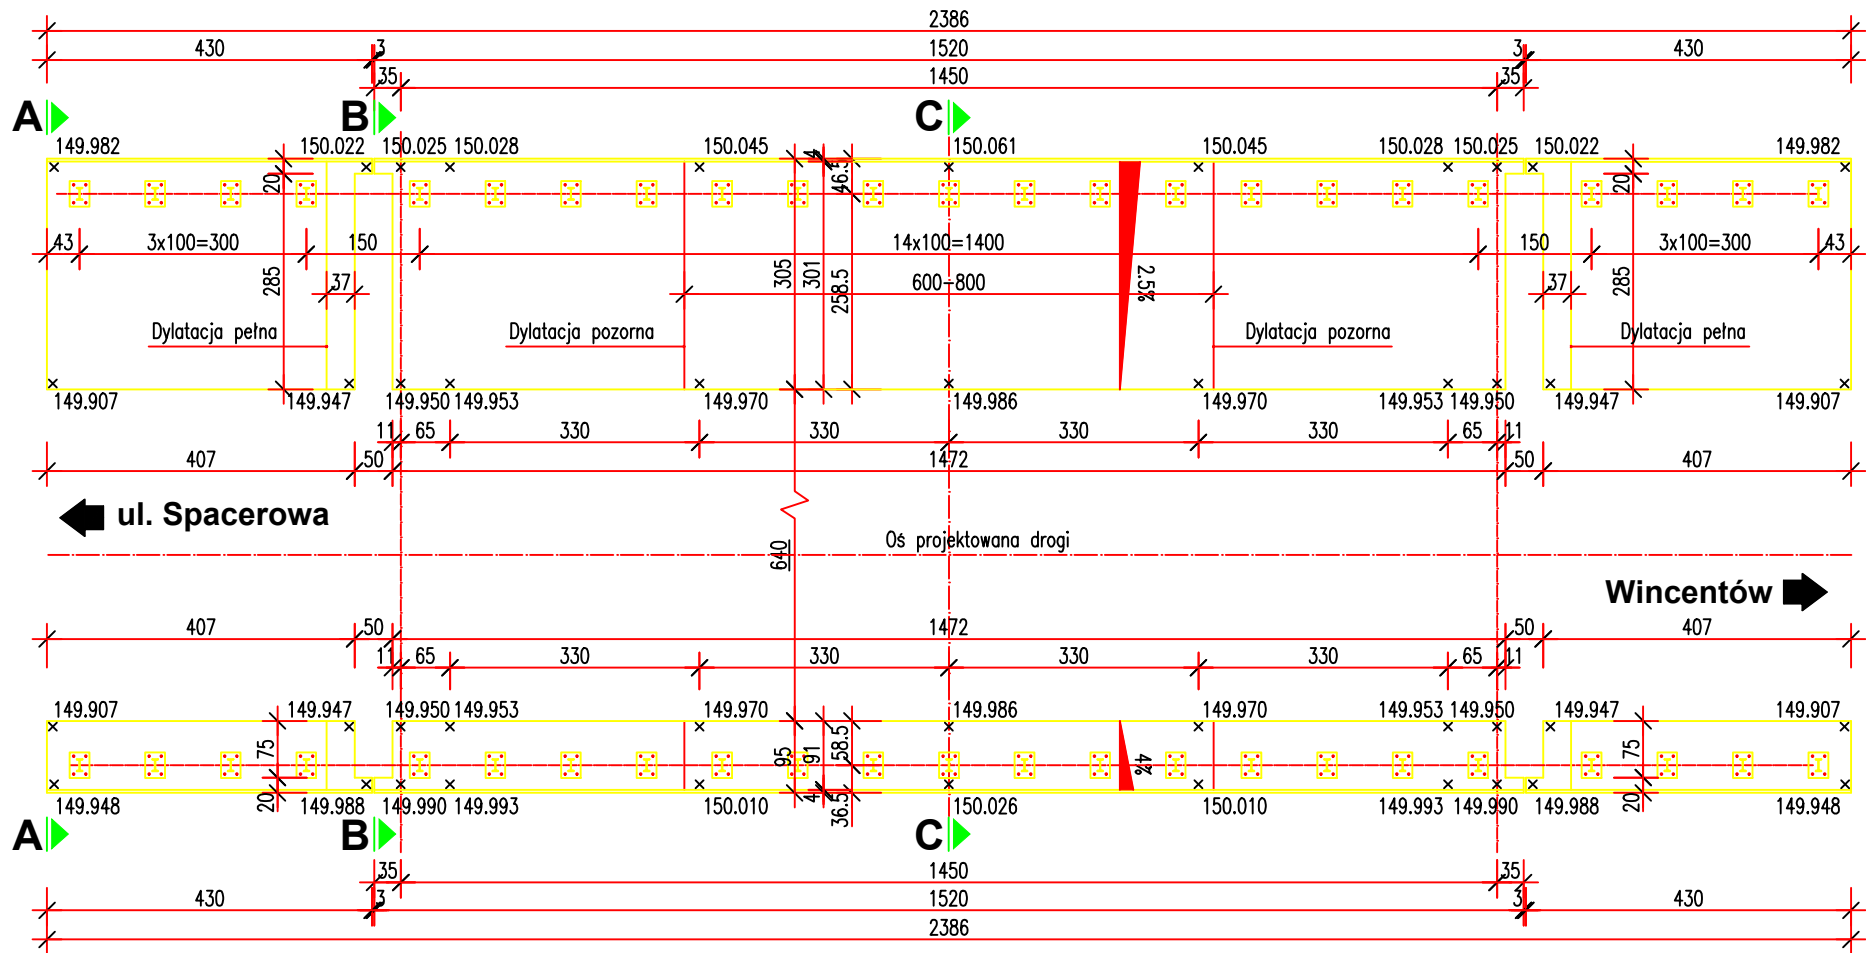 2386
430 3 1520 3 430
35 1450 35
A B C
149.982 150.022 150.025 150.028 150.045 150.061 150.045 150.028 150.025 150.022 149.982
20 4 46.5 20
43 3x100=300 150 14x100=1400 150 3x100=300 43
285 37 305 301 258.5 600-800 2.5% 37 285
Dylatacja pełna Dylatacja pozorna Dylatacja pozorna Dylatacja pełna
149.907 149.947 149.950 149.953 149.970 149.986 149.970 149.953 149.950 149.947 149.907
11 65 330 330 330 330 65 11
407 50 1472 50 407
ul. Spacerowa
Oś projektowana drogi
640
Wincentów
407 50 1472 50 407
11 65 330 330 330 330 65 11
149.907 149.947 149.950 149.953 149.970 149.986 149.970 149.953 149.950 149.947 149.907
75 95 91 58.5 4% 75
20 4 36.5 20
149.948 149.988 149.990 149.993 150.010 150.026 150.010 149.993 149.990 149.988 149.948
A B C
35 1450 35
430 3 1520 3 430
2386